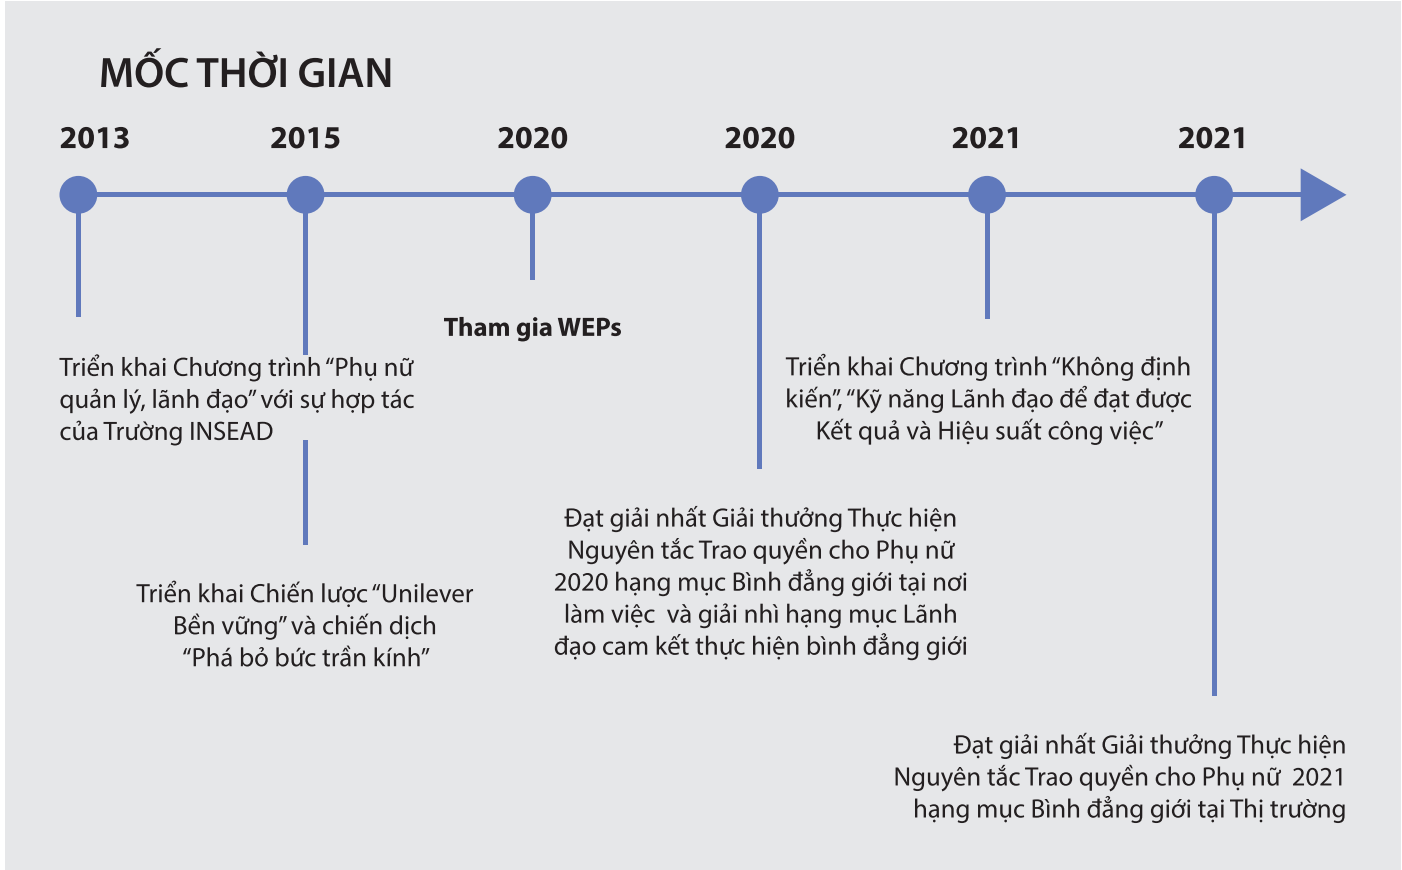 MỐC THỜI GIAN
2013 2015 2020 2020 2021 2021
Triển khai Chương trình “Phụ nữ
quản lý, lãnh đạo” với sự hợp tác
của Trường INSEAD
Triển khai Chiến lược “Unilever
Bền vững” và chiến dịch
“Phá bỏ bức trần kính”
Tham gia WEPs
Đạt giải nhất Giải thưởng Thực hiện
Nguyên tắc Trao quyền cho Phụ nữ
2020 hạng mục Bình đẳng giới tại nơi
làm việc và giải nhì hạng mục Lãnh
đạo cam kết thực hiện bình đẳng giới
Triển khai Chương trình “Không định
kiến”, “Kỹ năng Lãnh đạo để đạt được
Kết quả và Hiệu suất công việc”
Đạt giải nhất Giải thưởng Thực hiện
Nguyên tắc Trao quyền cho Phụ nữ 2021
hạng mục Bình đẳng giới tại Thị trường